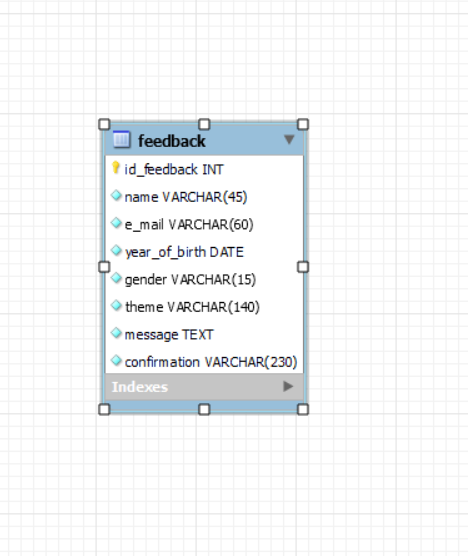 feedback
id_feedback INT
name VARCHAR(45)
e_mail VARCHAR(60)
year_of_birth DATE
gender VARCHAR(15)
theme VARCHAR(140)
message TEXT
confirmation VARCHAR(230)
Indexes